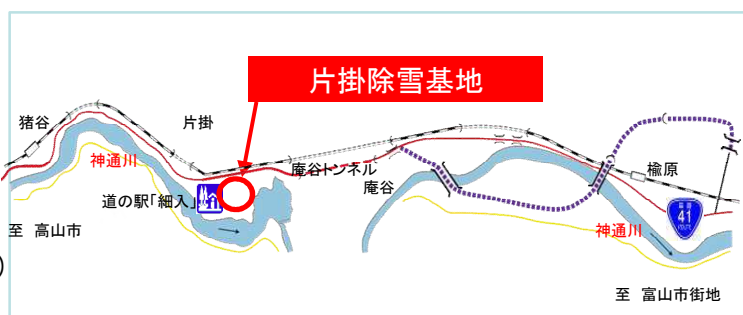 片掛除雪基地
猪谷
片掛
神通川
庵谷トンネル
庵谷
楡原
道の駅「細入」
国道
41
神通川
至 高山市
)
至 富山市街地